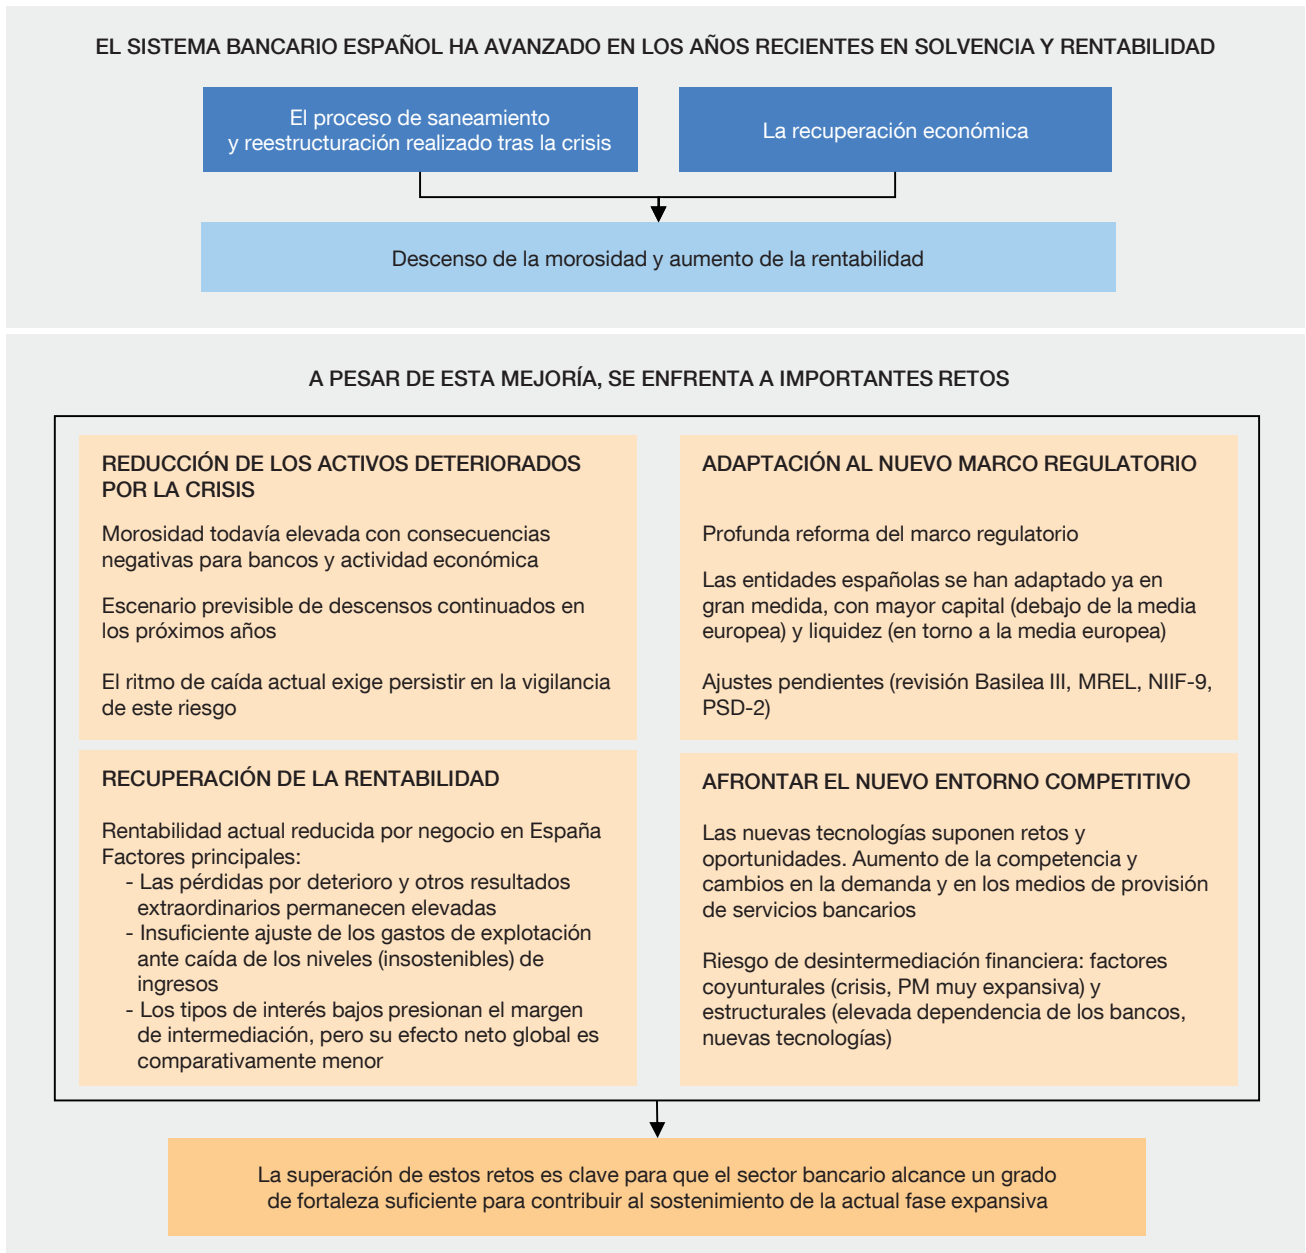 EL SISTEMA BANCARIO ESPAÑOL HA AVANZADO EN LOS AÑOS RECIENTES EN SOLVENCIA Y RENTABILIDAD
El proceso de saneamiento
y reestructuración realizado tras la crisis
La recuperación económica
Descenso de la morosidad y aumento de la rentabilidad
A PESAR DE ESTA MEJORÍA, SE ENFRENTA A IMPORTANTES RETOS
REDUCCIÓN DE LOS ACTIVOS DETERIORADOS
POR LA CRISIS
Morosidad todavía elevada con consecuencias
negativas para bancos y actividad económica
Escenario previsible de descensos continuados en
los próximos años
El ritmo de caída actual exige persistir en la vigilancia
de este riesgo
ADAPTACIÓN AL NUEVO MARCO REGULATORIO
Profunda reforma del marco regulatorio
Las entidades españolas se han adaptado ya en
gran medida, con mayor capital (debajo de la media
europea) y liquidez (en torno a la media europea)
Ajustes pendientes (revisión Basilea III, MREL, NIIF-9,
PSD-2)
RECUPERACIÓN DE LA RENTABILIDAD
Rentabilidad actual reducida por negocio en España
Factores principales:
- Las pérdidas por deterioro y otros resultados
extraordinarios permanecen elevadas
- Insuficiente ajuste de los gastos de explotación
ante caída de los niveles (insostenibles) de
ingresos
- Los tipos de interés bajos presionan el margen
de intermediación, pero su efecto neto global es
comparativamente menor
AFRONTAR EL NUEVO ENTORNO COMPETITIVO
Las nuevas tecnologías suponen retos y
oportunidades. Aumento de la competencia y
cambios en la demanda y en los medios de provisión
de servicios bancarios
Riesgo de desintermediación financiera: factores
coyunturales (crisis, PM muy expansiva) y
estructurales (elevada dependencia de los bancos,
nuevas tecnologías)
La superación de estos retos es clave para que el sector bancario alcance un grado
de fortaleza suficiente para contribuir al sostenimiento de la actual fase expansiva